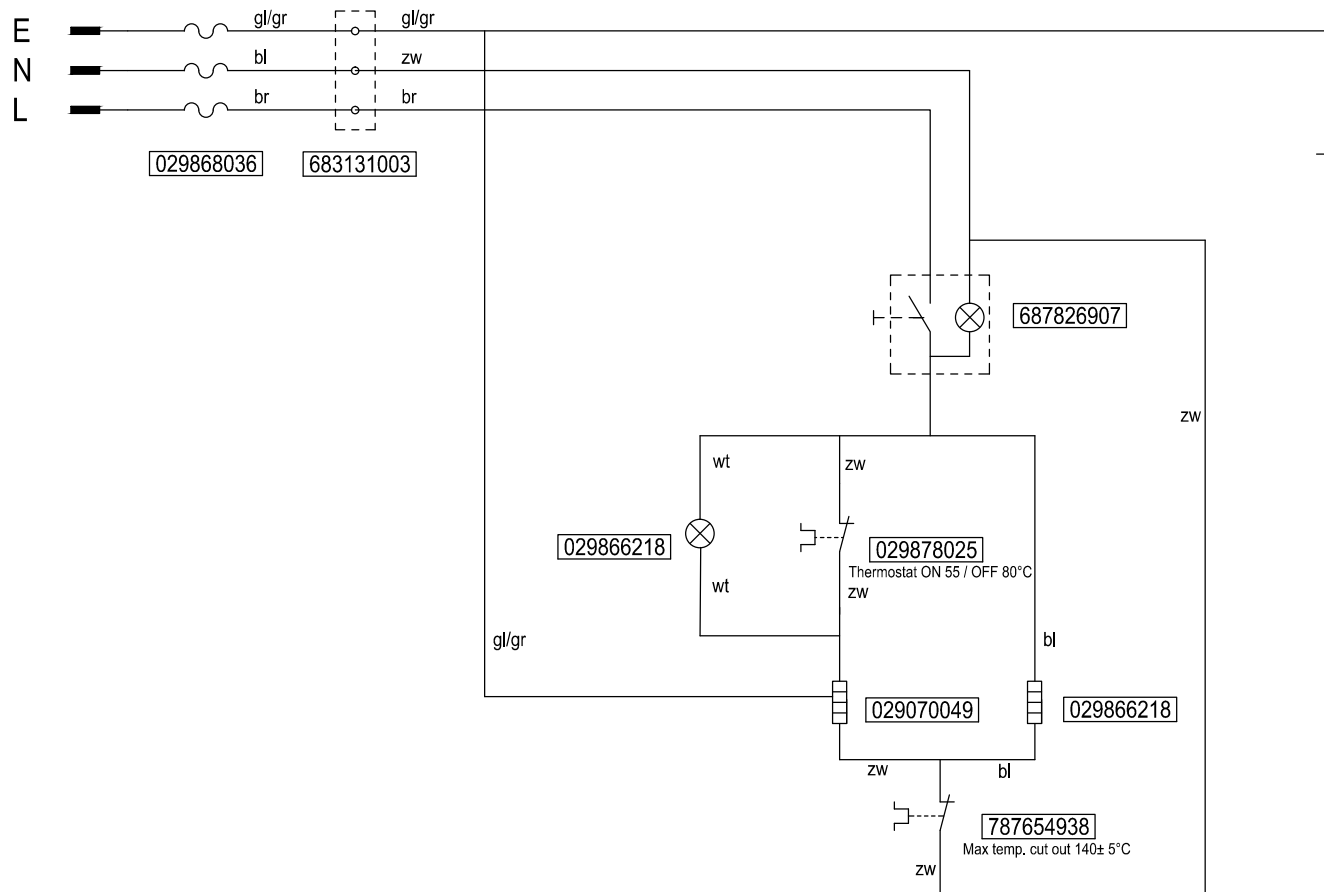 E
gl/gr
gl/gr
N
bl
zw
L
br
br
029868036
683131003
687826907
zw
wt
zw
029866218
029878025
Thermostat ON 55 / OFF 80°C
wt
zw
gl/gr
bl
029070049
029866218
zw
bl
787654938
Max temp. cut out 140± 5°C
zw